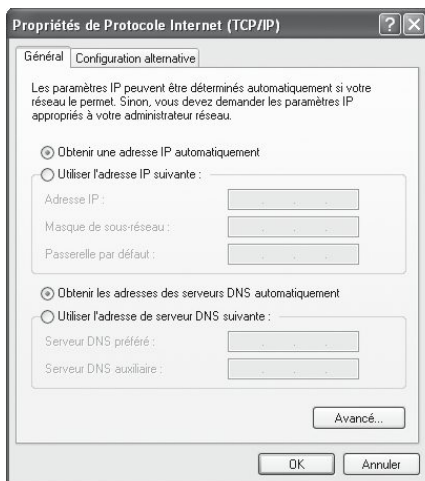 Propriétés de Protocole Internet (TCP/IP)
Général
Configuration alternative
Les paramètres IP peuvent être déterminés automatiquement si votre
réseau le permet. Sinon, vous devez demander les paramètres IP
appropriés à votre administrateur réseau.
Obtenir une adresse IP automatiquement
Utiliser l'adresse IP suivante :
Adresse IP :
Masque de sous-réseau :
Passerelle par défaut :
Obtenir les adresses des serveurs DNS automatiquement
Utiliser l'adresse de serveur DNS suivante :
Serveur DNS préféré :
Serveur DNS auxiliaire :
Avancé...
OK
Annuler